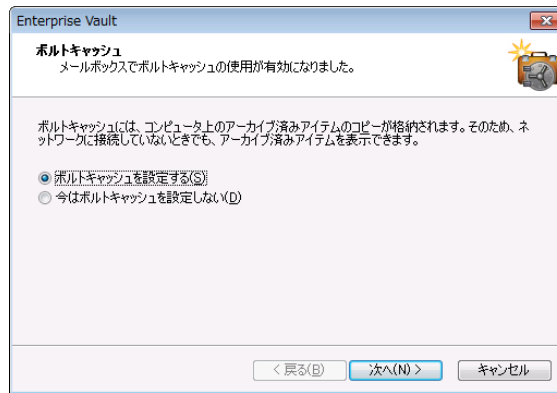 Enterprise Vault
ボルトキャッシュ
メールボックスでボルトキャッシュの使用が有効になりました。
ボルトキャッシュには、コンピュータ上のアーカイブ済みアイテムのコピーが格納されます。そのため、ネ
ットワークに接続していないときでも、アーカイブ済みアイテムを表示できます。
ボルトキャッシュを設定する(S)
今はボルトキャッシュを設定しない(D)
< 戻る(B)
次へ(N) >
キャンセル